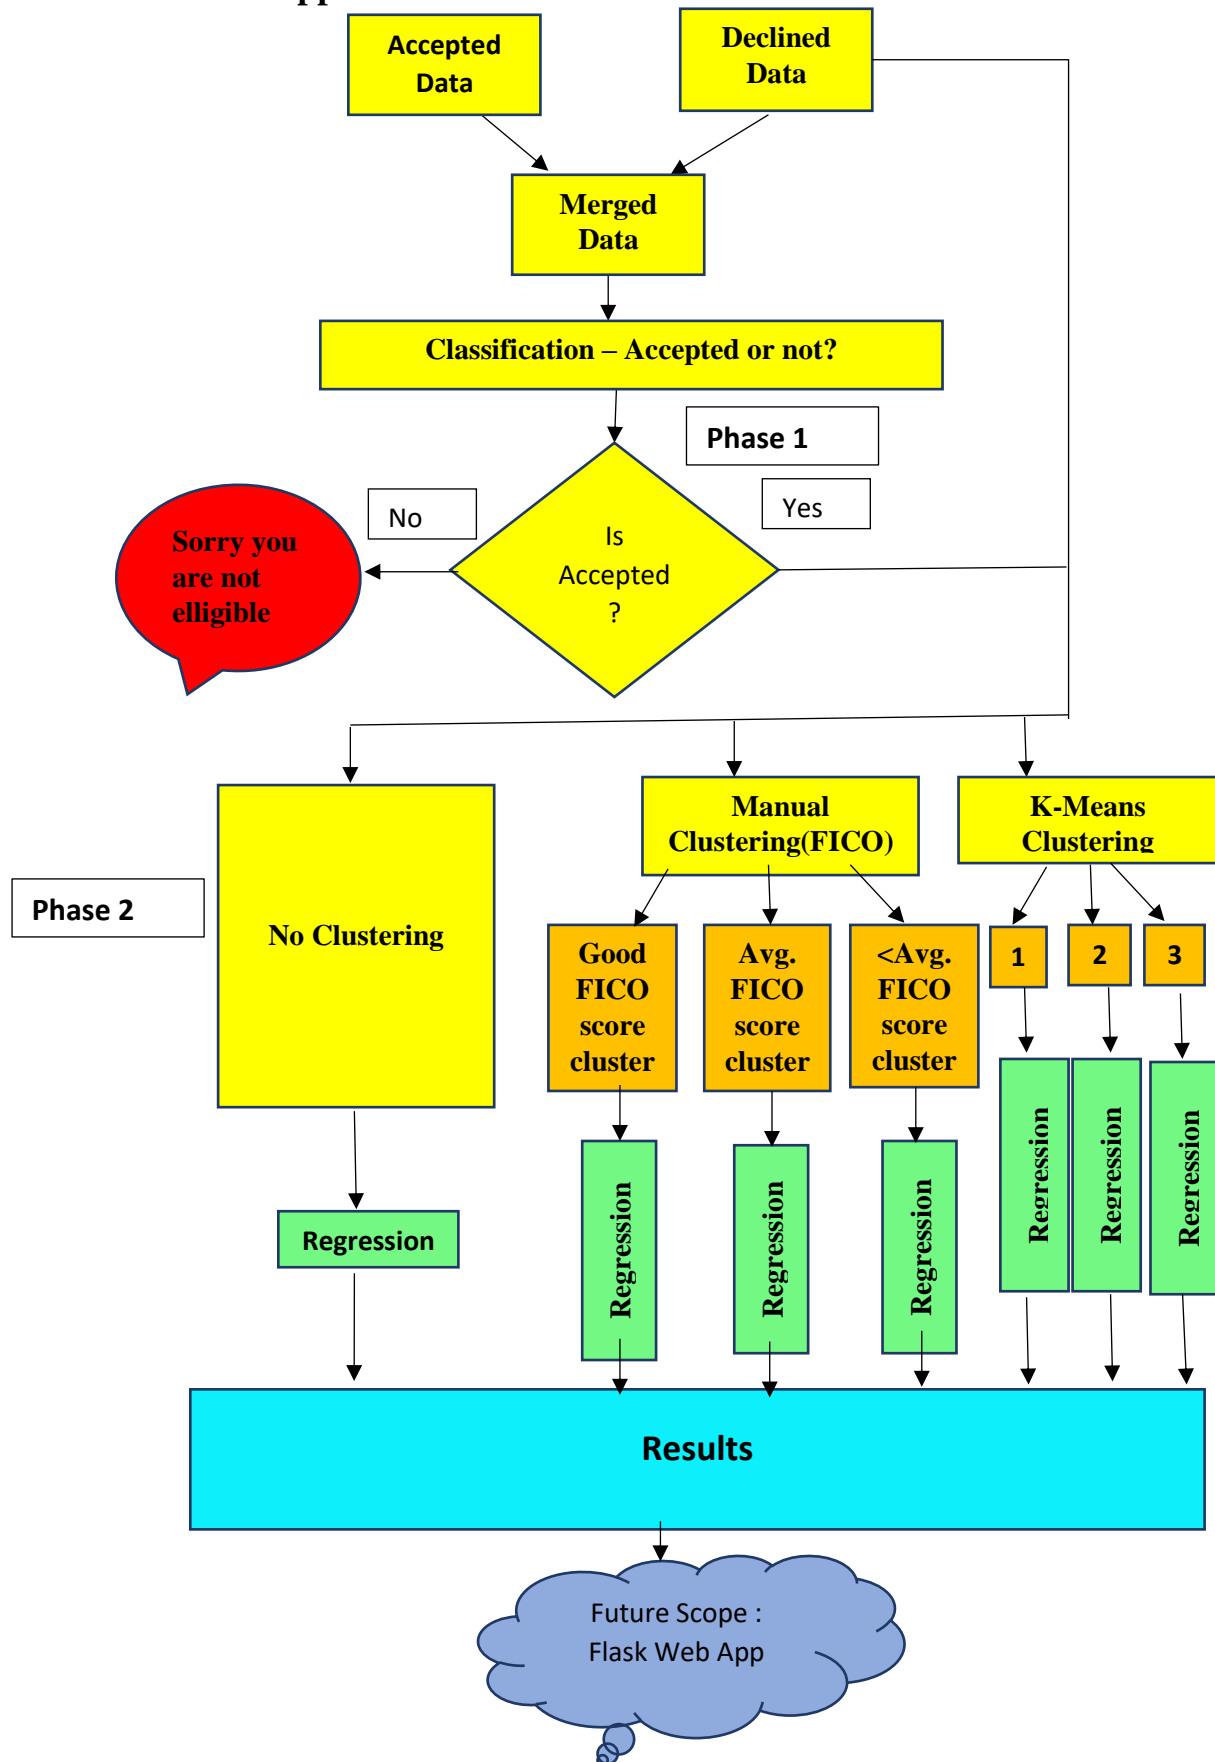 pp
Accepted
Data
Declined
Data
Merged
Data
Classification – Accepted or not?
Phase 1
No
Yes
Is
Accepted
?
Sorry you
are not
elligible
Phase 2
No Clustering
Manual
Clustering(FICO)
K-Means
Clustering
Good
FICO
score
cluster
Avg.
FICO
score
cluster
<Avg.
FICO
score
cluster
1
2
3
Regression
Regression
Regression
Regression
Regression
Regression
Regression
Results
Future Scope :
Flask Web App